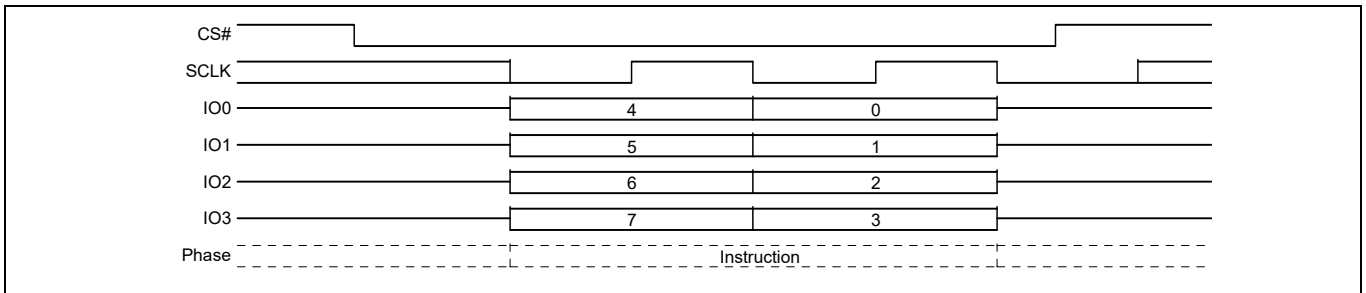 CS#
SCLK
IO0 4 0
IO1 5 1
IO2 6 2
IO3 7 3
Phase Instruction